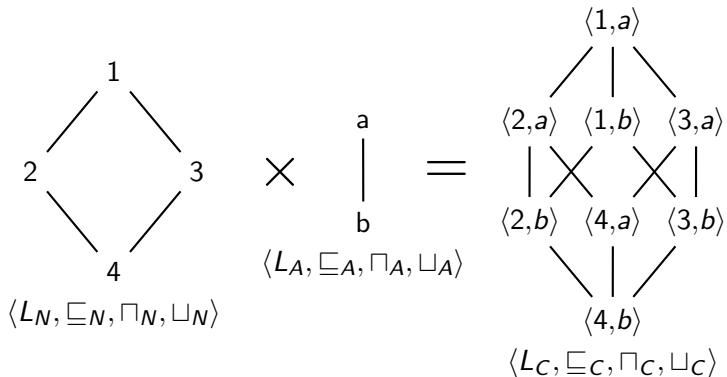 1
2 3
4
⟨L_N, ⊑_N, ⊓_N, ⊔_N⟩
×
a
b
⟨L_A, ⊑_A, ⊓_A, ⊔_A⟩
=
⟨1,a⟩
⟨2,a⟩ ⟨1,b⟩ ⟨3,a⟩
⟨2,b⟩ ⟨4,a⟩ ⟨3,b⟩
⟨4,b⟩
⟨L_C, ⊑_C, ⊓_C, ⊔_C⟩